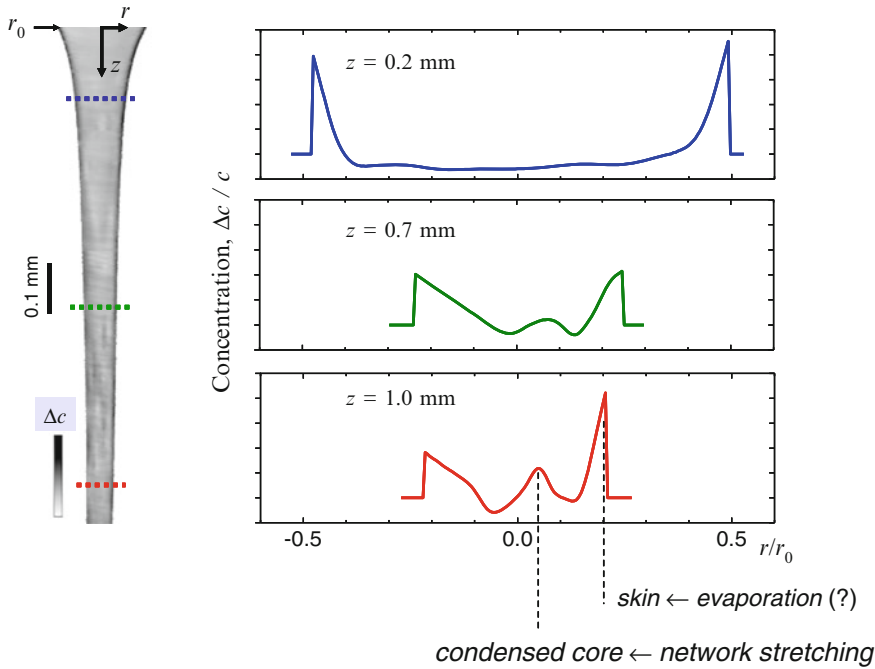 r₀
r
z
0.1 mm
Δc
Concentration, Δc / c
z = 0.2 mm
z = 0.7 mm
z = 1.0 mm
-0.5 0.0 0.5 r/r₀
skin ← evaporation (?)
condensed core ← network stretching